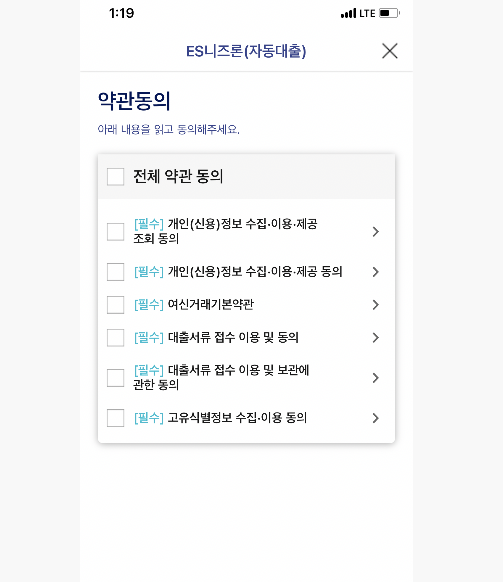 1:19 LTE
ES니즈론(자동대출)
약관동의
아래 내용을 읽고 동의해주세요.
전체 약관 동의
[필수] 개인(신용)정보 수집·이용·제공
조회 동의
[필수] 개인(신용)정보 수집·이용·제공 동의
[필수] 여신거래기본약관
[필수] 대출서류 접수 이용 및 동의
[필수] 대출서류 접수 이용 및 보관에
관한 동의
[필수] 고유식별정보 수집·이용 동의